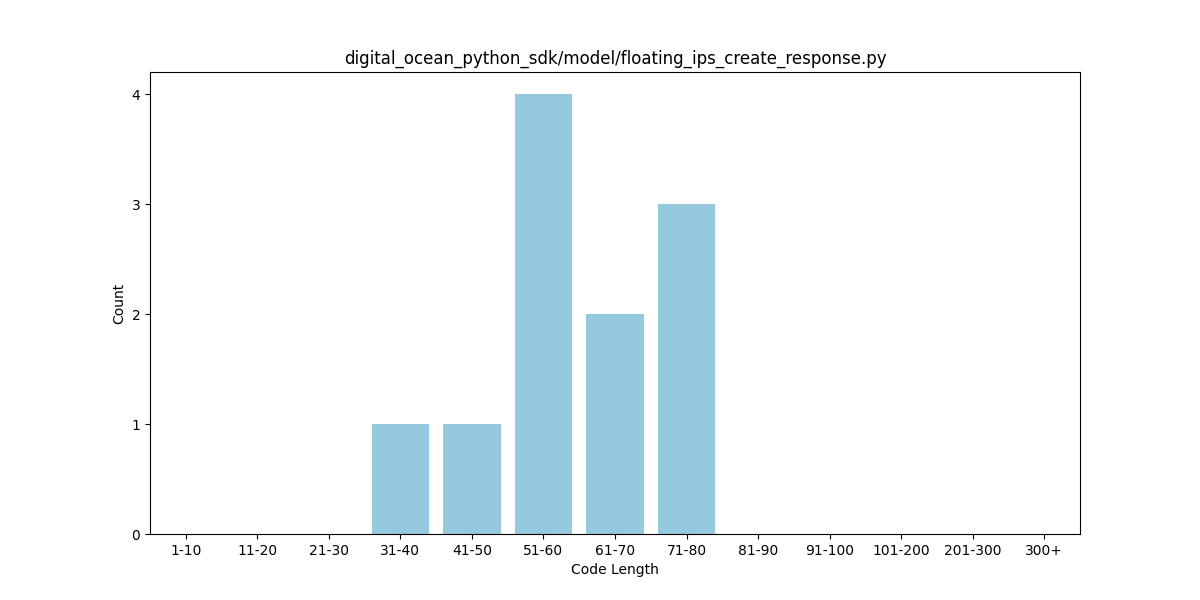 digital_ocean_python_sdk/model/floating_ips_create_response.py
Count
4
3
2
1
0
1-10 11-20 21-30 31-40 41-50 51-60 61-70 71-80 81-90 91-100 101-200 201-300 300+
Code Length